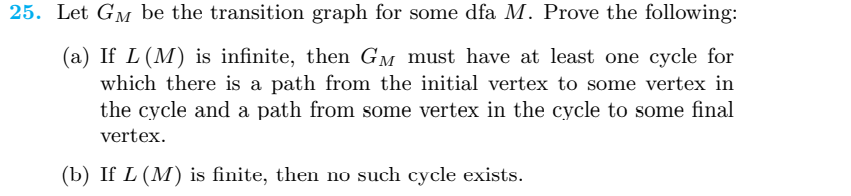 25. Let G_M be the transition graph for some dfa M. Prove the following:
(a) If L (M) is infinite, then G_M must have at least one cycle for
which there is a path from the initial vertex to some vertex in
the cycle and a path from some vertex in the cycle to some final
vertex.
(b) If L (M) is finite, then no such cycle exists.